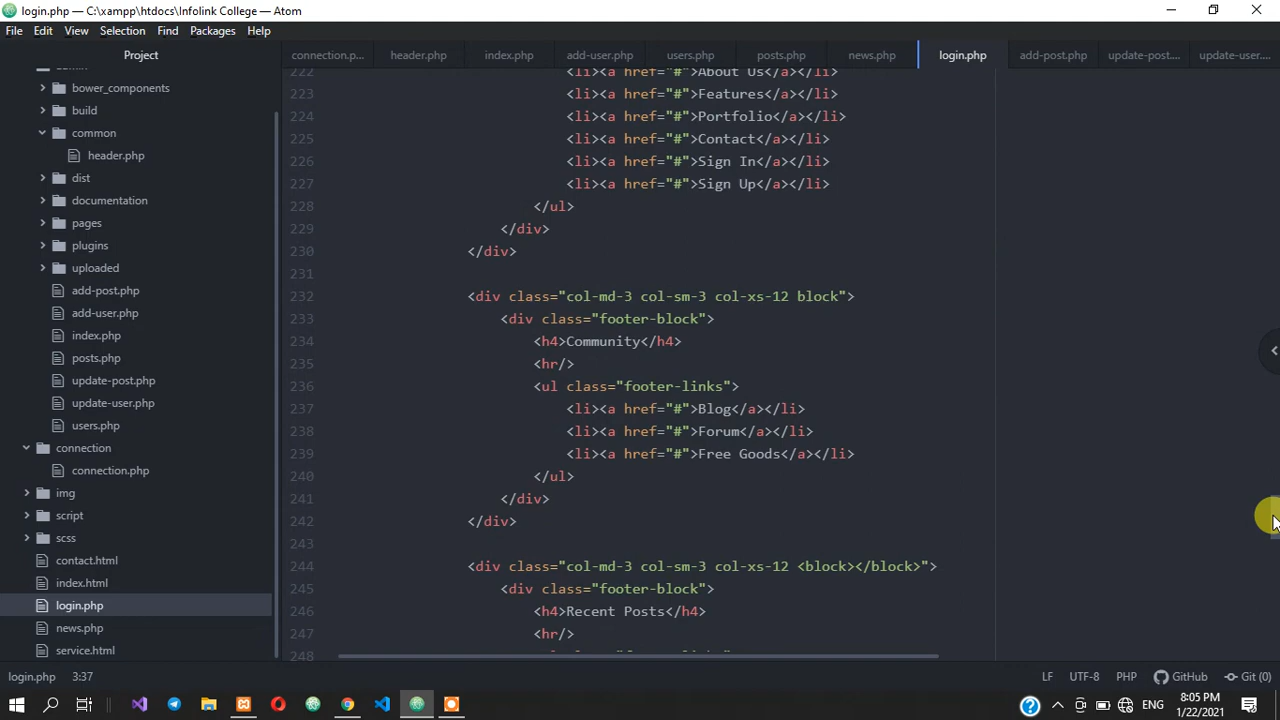 login.php — C:\xampp\htdocs\Infolink College — Atom
File Edit View Selection Find Packages Help
Project
connection.p... header.php index.php add-user.php users.php posts.php news.php login.php add-post.php update-post.... update-user....
bower_components
build
common
header.php
dist
documentation
pages
plugins
uploaded
add-post.php
add-user.php
index.php
posts.php
update-post.php
update-user.php
users.php
connection
connection.php
img
script
scss
contact.html
index.html
login.php
news.php
service.html
222 <li><a href="#">About Us</a></li>
223 <li><a href="#">Features</a></li>
224 <li><a href="#">Portfolio</a></li>
225 <li><a href="#">Contact</a></li>
226 <li><a href="#">Sign In</a></li>
227 <li><a href="#">Sign Up</a></li>
228 </ul>
229 </div>
230 </div>
231
232 <div class="col-md-3 col-sm-3 col-xs-12 block">
233 <div class="footer-block">
234 <h4>Community</h4>
235 <hr/>
236 <ul class="footer-links">
237 <li><a href="#">Blog</a></li>
238 <li><a href="#">Forum</a></li>
239 <li><a href="#">Free Goods</a></li>
240 </ul>
241 </div>
242 </div>
243
244 <div class="col-md-3 col-sm-3 col-xs-12 <block></block>">
245 <div class="footer-block">
246 <h4>Recent Posts</h4>
247 <hr/>
248
login.php 3:37 LF UTF-8 PHP GitHub Git (0)
ENG 8:05 PM
1/22/2021